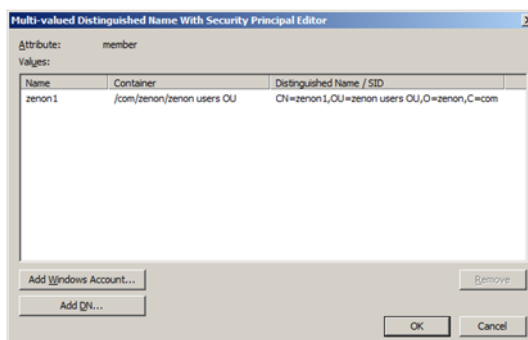 Multi-valued Distinguished Name With Security Principal Editor
Attribute: member
Values:
Name Container Distinguished Name / SID
zenon1 /com/zenon/zenon users OU CN=zenon1,OU=zenon users OU,O=zenon,C=com
Add Windows Account... Remove
Add DN...
OK Cancel